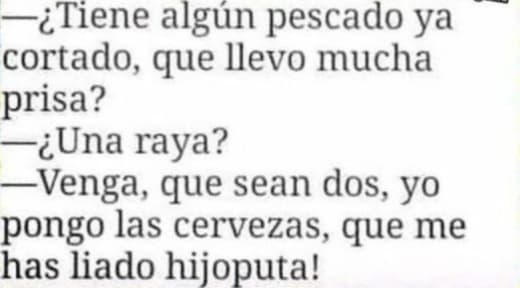 —¿Tiene algún pescado ya
cortado, que llevo mucha
prisa?
—¿Una raya?
—Venga, que sean dos, yo
pongo las cervezas, que me
has liado hijoputa!